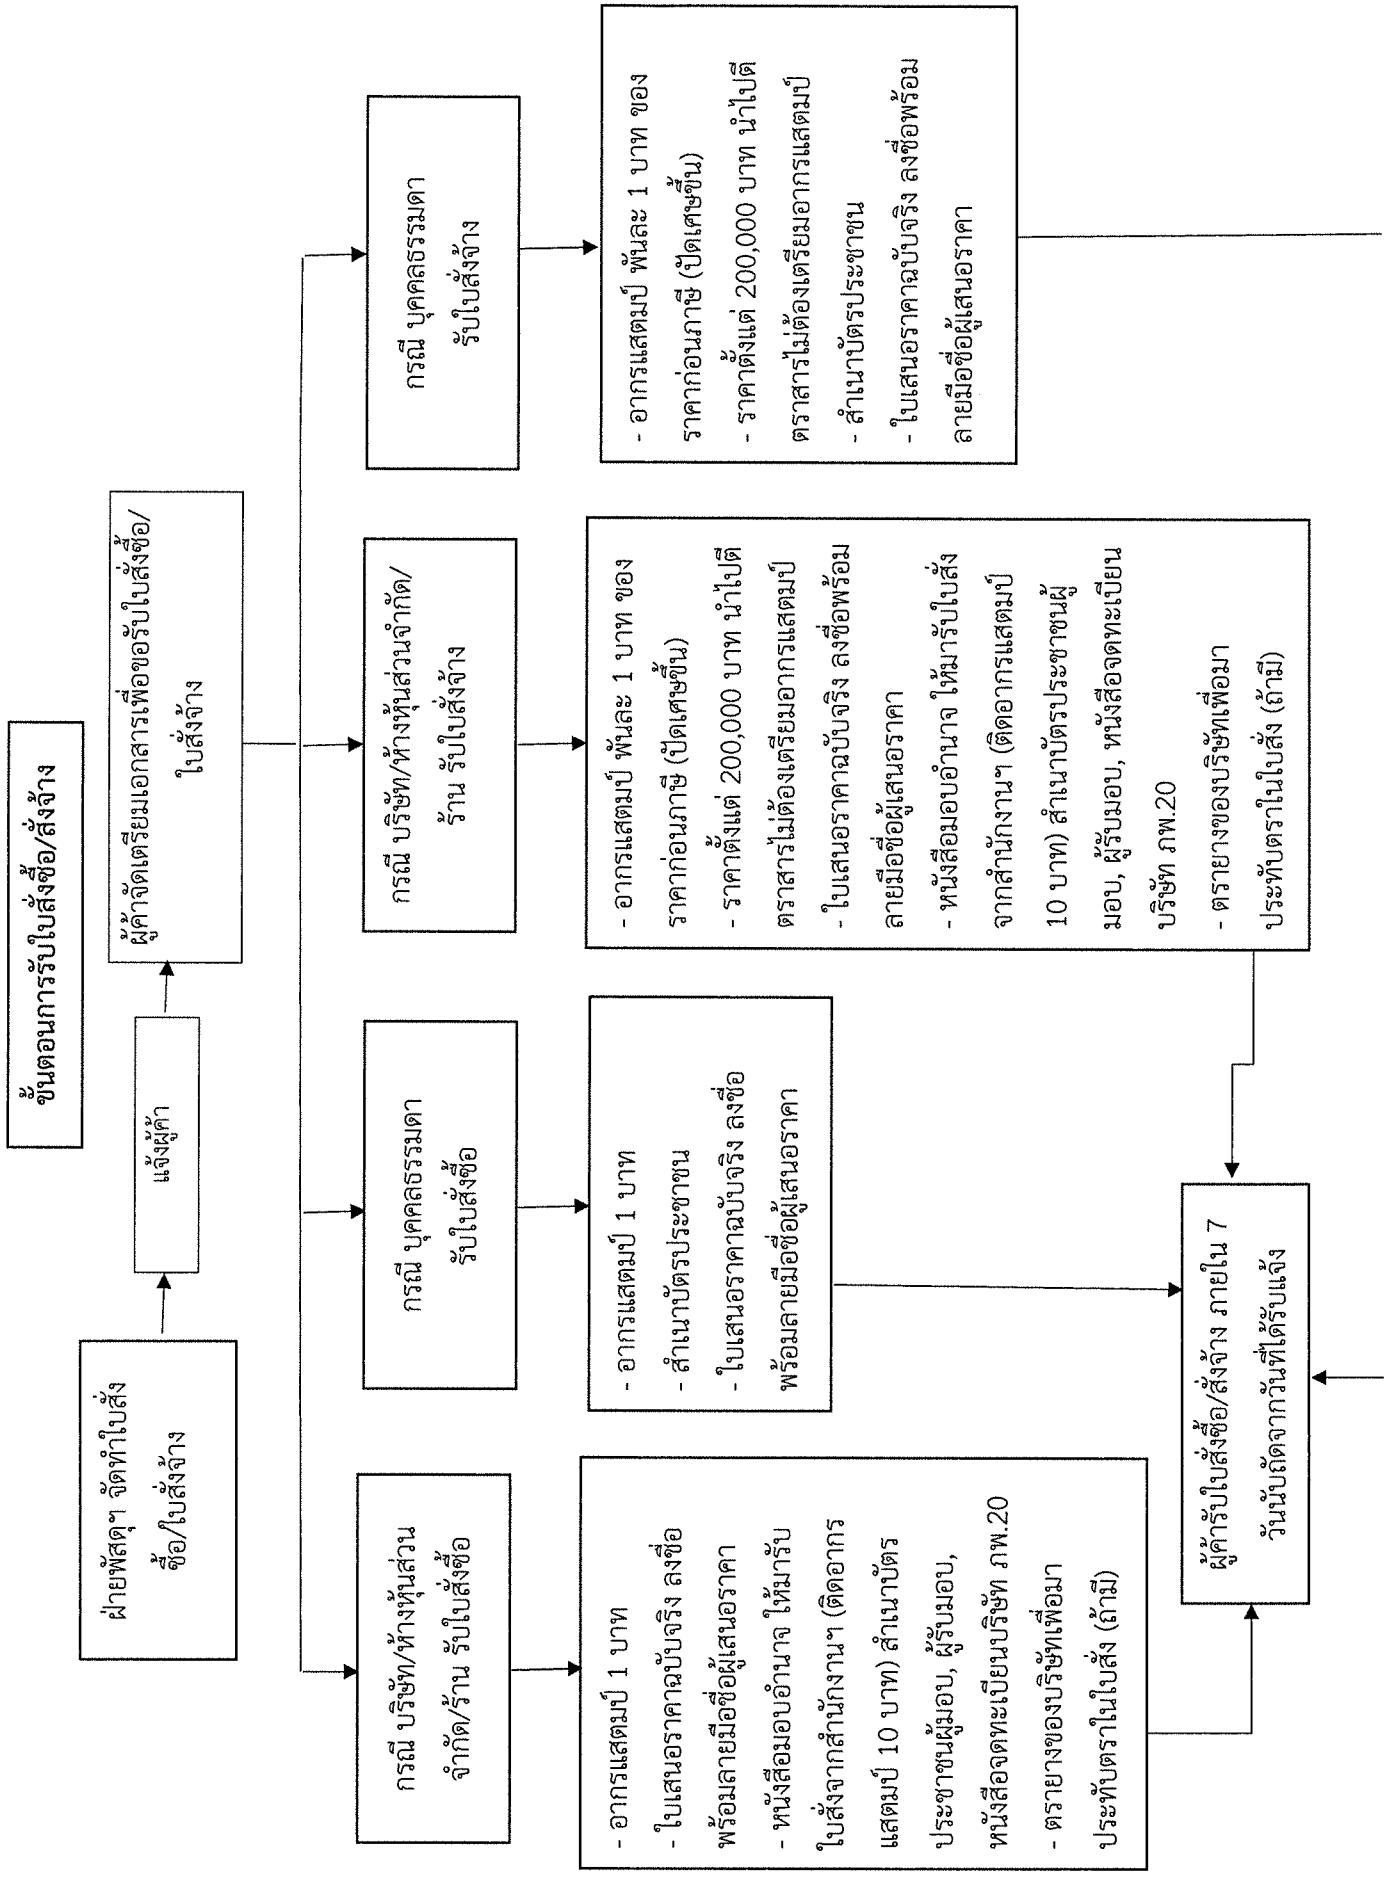 ขั้นตอนการรับใบสั่งซื้อ/สั่งจ้าง
ฝ่ายพัสดุฯ จัดทำใบสั่ง
ซื้อ/ใบสั่งจ้าง
แจ้งผู้ค้า
ผู้ค้าจัดเตรียมเอกสารเพื่อขอรับใบสั่งซื้อ/
ใบสั่งจ้าง
กรณี บริษัท/ห้างหุ้นส่วน
จำกัด/ร้าน รับใบสั่งซื้อ
กรณี บุคคลธรรมดา
รับใบสั่งซื้อ
กรณี บริษัท/ห้างหุ้นส่วนจำกัด/
ร้าน รับใบสั่งจ้าง
กรณี บุคคลธรรมดา
รับใบสั่งจ้าง
- อากรแสตมป์ 1 บาท
- ใบเสนอราคาฉบับจริง ลงชื่อ
พร้อมลายมือชื่อผู้เสนอราคา
- หนังสือมอบอำนาจ ให้มารับ
ใบสั่งจากสำนักงานฯ (ติดอากร
แสตมป์ 10 บาท) สำเนาบัตร
ประชาชนผู้มอบ, ผู้รับมอบ,
หนังสือจดทะเบียนบริษัท ภพ.20
- ตรายางของบริษัทเพื่อมา
ประทับตราในใบสั่ง (ถ้ามี)
- อากรแสตมป์ 1 บาท
- สำเนาบัตรประชาชน
- ใบเสนอราคาฉบับจริง ลงชื่อ
พร้อมลายมือชื่อผู้เสนอราคา
- อากรแสตมป์ พันละ 1 บาท ของ
ราคาก่อนภาษี (ปัดเศษขึ้น)
- ราคาตั้งแต่ 200,000 บาท นำไปตี
ตราสารไม่ต้องเตรียมอากรแสตมป์
- ใบเสนอราคาฉบับจริง ลงชื่อพร้อม
ลายมือชื่อผู้เสนอราคา
- หนังสือมอบอำนาจ ให้มารับใบสั่ง
จากสำนักงานฯ (ติดอากรแสตมป์
10 บาท) สำเนาบัตรประชาชนผู้
มอบ, ผู้รับมอบ, หนังสือจดทะเบียน
บริษัท ภพ.20
- ตรายางของบริษัทเพื่อมา
ประทับตราในใบสั่ง (ถ้ามี)
- อากรแสตมป์ พันละ 1 บาท ของ
ราคาก่อนภาษี (ปัดเศษขึ้น)
- ราคาตั้งแต่ 200,000 บาท นำไปตี
ตราสารไม่ต้องเตรียมอากรแสตมป์
- สำเนาบัตรประชาชน
- ใบเสนอราคาฉบับจริง ลงชื่อพร้อม
ลายมือชื่อผู้เสนอราคา
ผู้ค้ารับใบสั่งซื้อ/สั่งจ้าง ภายใน 7
วันนับถัดจากวันที่ได้รับแจ้ง